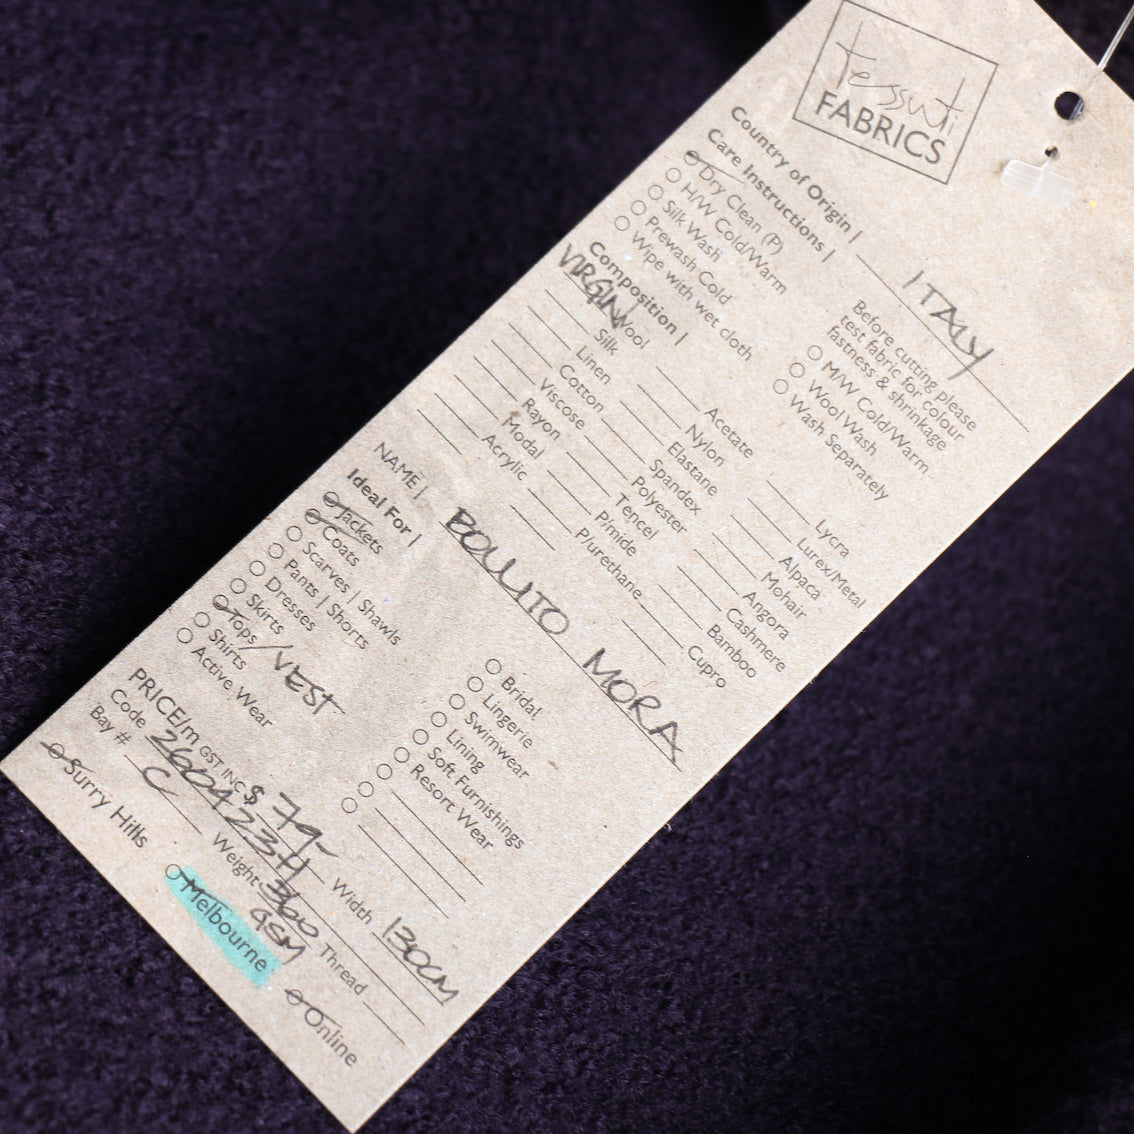 tessuti
FABRICS
Country of Origin | ITALY
Care Instructions |
Dry Clean (P)
H/W Cold/Warm
Silk Wash
Prewash Cold
Wipe with wet cloth
Before cutting please
test fabric for colour
fastness & shrinkage
M/W Cold/Warm
Wool Wash
Wash Separately
Composition |
VIRGIN Wool
Silk
Linen
Cotton
Viscose
Rayon
Modal
Acrylic
Acetate
Nylon
Elastane
Spandex
Polyester
Tencel
P/mide
P/urethane
Lycra
Lurex/Metal
Alpaca
Mohair
Angora
Cashmere
Bamboo
Cupro
NAME | BOLLITO MORA
Ideal For |
Jackets
Coats
Scarves | Shawls
Pants | Shorts
Dresses
Skirts
Tops / VEST
Shirts
Active Wear
Bridal
Lingerie
Swimwear
Lining
Soft Furnishings
Resort Wear
PRICE/m GST INC $ 79-
Width 130CM
Code 26042311
Weight 360 GSM
Bay # C
Thread
Surry Hills
Melbourne
Online